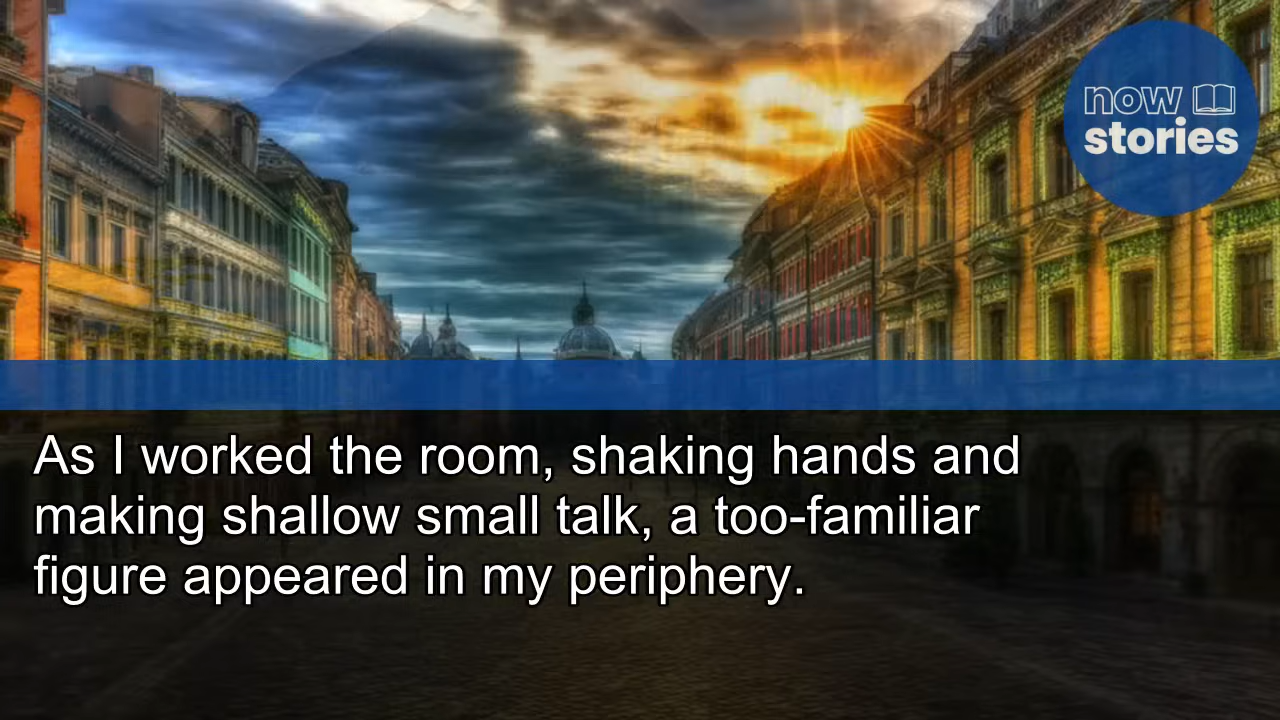 now
stories
As I worked the room, shaking hands and
making shallow small talk, a too-familiar
figure appeared in my periphery.